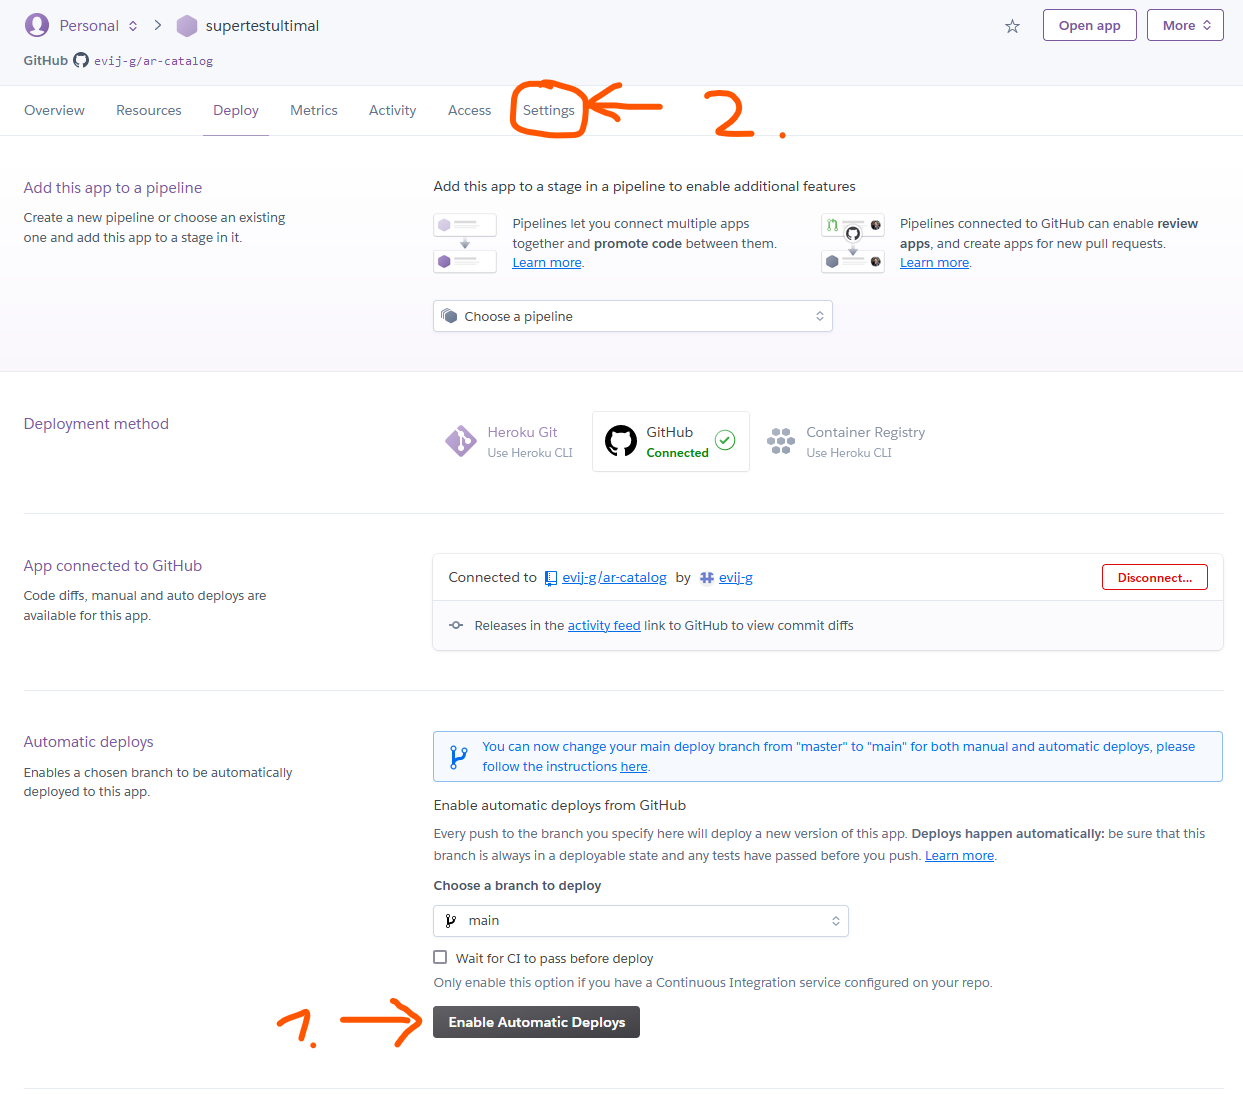 Personal supertestultimal Open app More
GitHub evij-g/ar-catalog
Overview Resources Deploy Metrics Activity Access Settings 2.
Add this app to a pipeline
Create a new pipeline or choose an existing
one and add this app to a stage in it.
Add this app to a stage in a pipeline to enable additional features
Pipelines let you connect multiple apps
together and promote code between them.
Learn more.
Pipelines connected to GitHub can enable review
apps, and create apps for new pull requests.
Learn more.
Choose a pipeline
Deployment method
Heroku Git
Use Heroku CLI
GitHub
Connected
Container Registry
Use Heroku CLI
App connected to GitHub
Code diffs, manual and auto deploys are
available for this app.
Connected to evij-g/ar-catalog by evij-g Disconnect...
Releases in the activity feed link to GitHub to view commit diffs
Automatic deploys
Enables a chosen branch to be automatically
deployed to this app.
You can now change your main deploy branch from "master" to "main" for both manual and automatic deploys, please
follow the instructions here.
Enable automatic deploys from GitHub
Every push to the branch you specify here will deploy a new version of this app. Deploys happen automatically: be sure that this
branch is always in a deployable state and any tests have passed before you push. Learn more.
Choose a branch to deploy
main
Wait for CI to pass before deploy
Only enable this option if you have a Continuous Integration service configured on your repo.
1. Enable Automatic Deploys